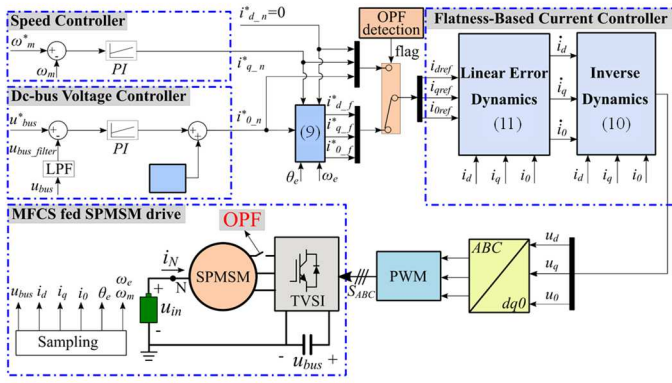 Speed Controller
ω*m
+
-
ωm
PI
i*d_n=0
i*q_n
Dc-bus Voltage Controller
u*bus
+
-
ubus_filter
LPF
ubus
PI
+
+
i*0_n
(9)
θe
ωe
i*d_f
i*q_f
i*0_f
OPF
detection
flag
Flatness-Based Current Controller
idref
iqref
i0ref
Linear Error
Dynamics
(11)
id iq i0
i̇d
i̇q
i̇0
Inverse
Dynamics
(10)
id iq i0
MFCS fed SPMSM drive
OPF
iN
N
SPMSM
TVSI
+
uin
-
- ubus +
ubus id iq i0 θe ωe ωm
Sampling
SABC
PWM
ABC
dq0
ud
uq
u0